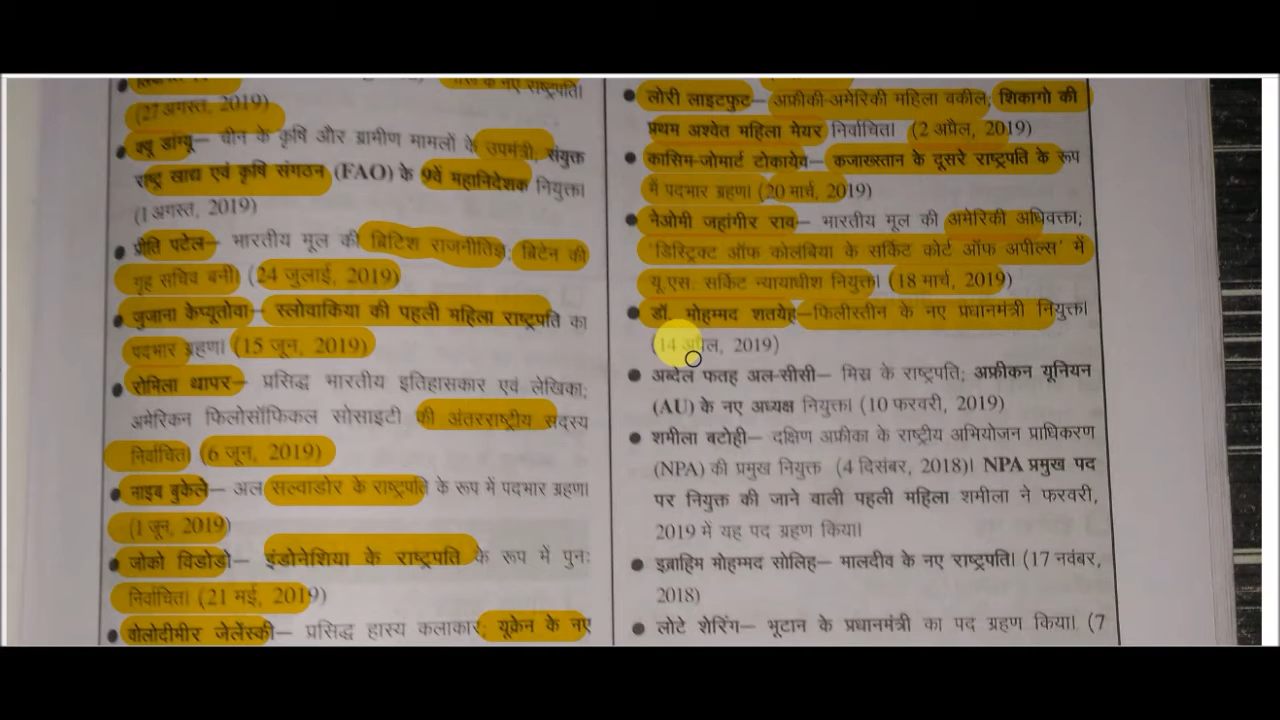 के नए राष्ट्रपति।
(27 अगस्त, 2019)
● क्यू डांग्यू– चीन के कृषि और ग्रामीण मामलों के उपमंत्री; संयुक्त
राष्ट्र खाद्य एवं कृषि संगठन (FAO) के 9वें महानिदेशक नियुक्त।
(1 अगस्त, 2019)
● प्रीति पटेल– भारतीय मूल की ब्रिटिश राजनीतिज्ञ; ब्रिटेन की
गृह सचिव बनी। (24 जुलाई, 2019)
● जुजाना केप्यूतोवा– स्लोवाकिया की पहली महिला राष्ट्रपति का
पदभार ग्रहण। (15 जून, 2019)
● रोमिला थापर– प्रसिद्ध भारतीय इतिहासकार एवं लेखिका;
अमेरिकन फिलोसॉफिकल सोसाइटी की अंतरराष्ट्रीय सदस्य
निर्वाचित। (6 जून, 2019)
● नाइब बुकेले– अल सल्वाडोर के राष्ट्रपति के रूप में पदभार ग्रहण।
(1 जून, 2019)
● जोको विडोडो– इंडोनेशिया के राष्ट्रपति के रूप में पुनः
निर्वाचित। (21 मई, 2019)
● वोलोदीमीर जेलेंस्की– प्रसिद्ध हास्य कलाकार; यूक्रेन के नए
● लोरी लाइटफुट– अफ्रीकी-अमेरिकी महिला वकील; शिकागो की
प्रथम अश्वेत महिला मेयर निर्वाचित। (2 अप्रैल, 2019)
● कासिम-जोमार्ट टोकायेव– कजाख्स्तान के दूसरे राष्ट्रपति के रूप
में पदभार ग्रहण। (20 मार्च, 2019)
● नेओमी जहांगीर राव– भारतीय मूल की अमेरिकी अधिवक्ता;
'डिस्ट्रिक्ट ऑफ कोलंबिया के सर्किट कोर्ट ऑफ अपील्स' में
यू.एस. सर्किट न्यायाधीश नियुक्त। (18 मार्च, 2019)
● डॉ. मोहम्मद शतयेह–फिलीस्तीन के नए प्रधानमंत्री नियुक्त।
(14 अप्रैल, 2019)
● अब्देल फतह अल-सीसी– मिस्र के राष्ट्रपति; अफ्रीकन यूनियन
(AU) के नए अध्यक्ष नियुक्त। (10 फरवरी, 2019)
● शमीला बटोही– दक्षिण अफ्रीका के राष्ट्रीय अभियोजन प्राधिकरण
(NPA) की प्रमुख नियुक्त (4 दिसंबर, 2018)। NPA प्रमुख पद
पर नियुक्त की जाने वाली पहली महिला शमीला ने फरवरी,
2019 में यह पद ग्रहण किया।
● इब्राहिम मोहम्मद सोलिह– मालदीव के नए राष्ट्रपति। (17 नवंबर,
2018)
● लोटे शेरिंग– भूटान के प्रधानमंत्री का पद ग्रहण किया। (7